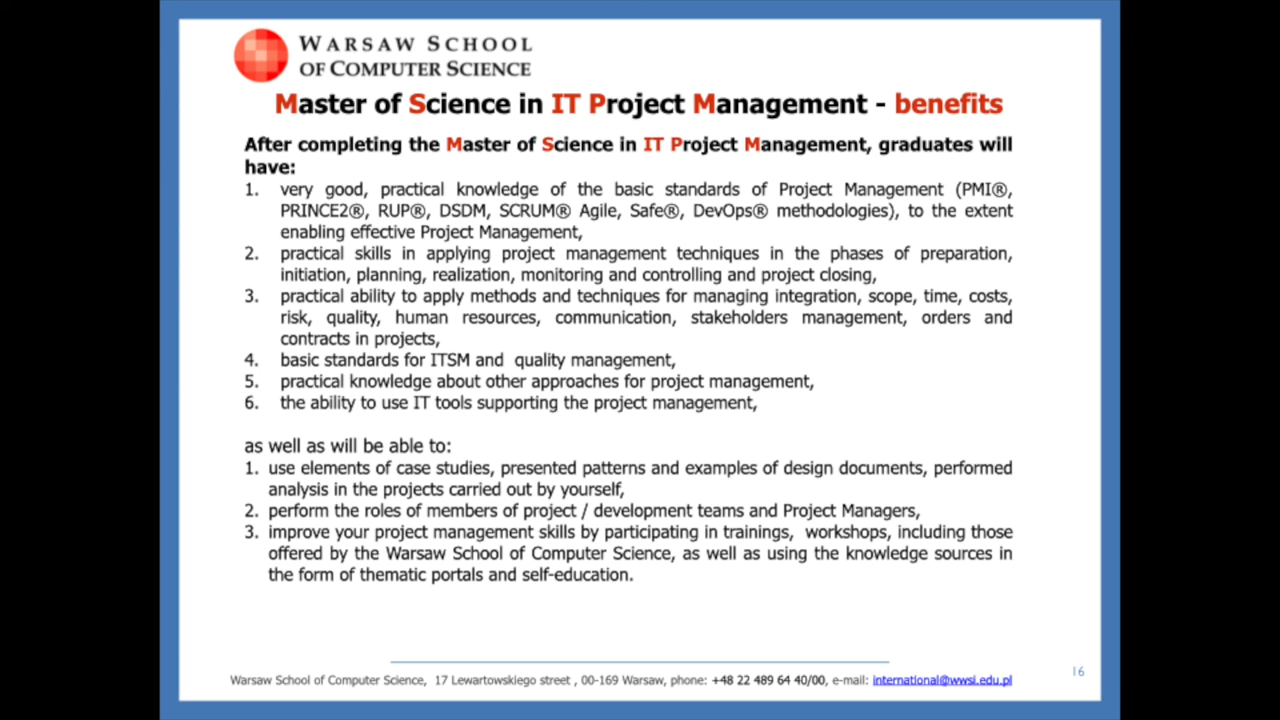 WARSAW SCHOOL
OF COMPUTER SCIENCE
Master of Science in IT Project Management - benefits
After completing the Master of Science in IT Project Management, graduates will
have:
1. very good, practical knowledge of the basic standards of Project Management (PMI®,
PRINCE2®, RUP®, DSDM, SCRUM® Agile, Safe®, DevOps® methodologies), to the extent
enabling effective Project Management,
2. practical skills in applying project management techniques in the phases of preparation,
initiation, planning, realization, monitoring and controlling and project closing,
3. practical ability to apply methods and techniques for managing integration, scope, time, costs,
risk, quality, human resources, communication, stakeholders management, orders and
contracts in projects,
4. basic standards for ITSM and quality management,
5. practical knowledge about other approaches for project management,
6. the ability to use IT tools supporting the project management,
as well as will be able to:
1. use elements of case studies, presented patterns and examples of design documents, performed
analysis in the projects carried out by yourself,
2. perform the roles of members of project / development teams and Project Managers,
3. improve your project management skills by participating in trainings, workshops, including those
offered by the Warsaw School of Computer Science, as well as using the knowledge sources in
the form of thematic portals and self-education.
16
Warsaw School of Computer Science, 17 Lewartowskiego street , 00-169 Warsaw, phone: +48 22 489 64 40/00, e-mail: international@wwsi.edu.pl